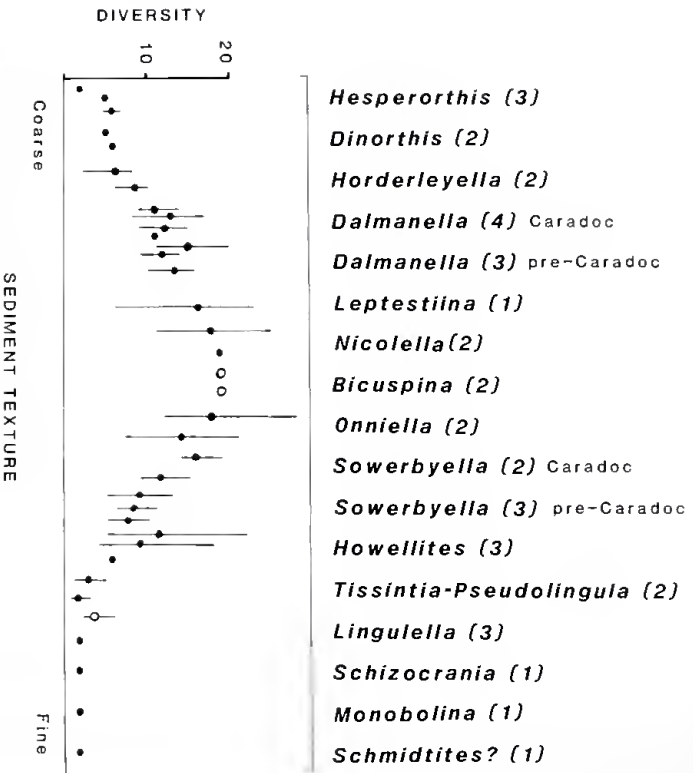 DIVERSITY
10 20
Coarse
SEDIMENT TEXTURE
Fine
Hesperorthis (3)
Dinorthis (2)
Horderleyella (2)
Dalmanella (4) Caradoc
Dalmanella (3) pre-Caradoc
Leptestiina (1)
Nicolella (2)
Bicuspina (2)
Onniella (2)
Sowerbyella (2) Caradoc
Sowerbyella (3) pre-Caradoc
Howellites (3)
Tissintia-Pseudolingula (2)
Lingulella (3)
Schizocrania (1)
Monobolina (1)
Schmidtites? (1)